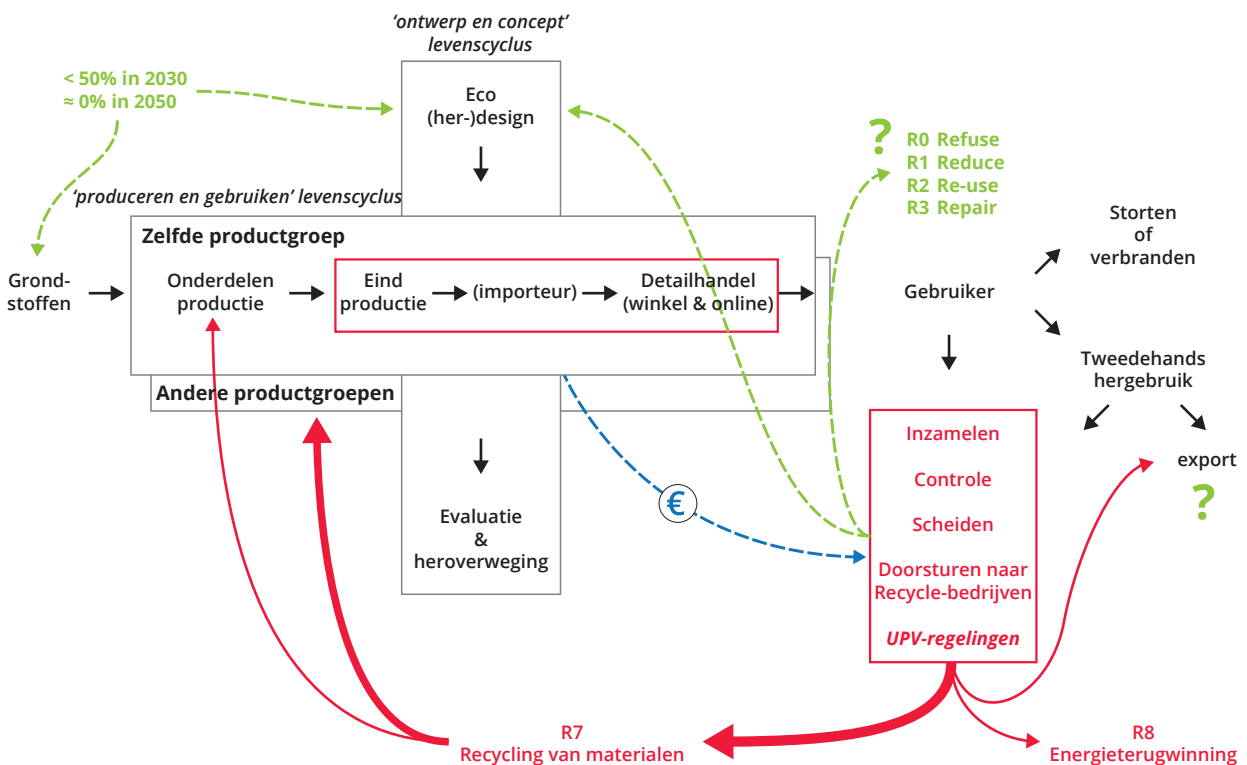 ‘ontwerp en concept’
levenscyclus
< 50% in 2030
≈ 0% in 2050
Eco
(her-)design
?
R0 Refuse
R1 Reduce
R2 Re-use
R3 Repair
‘produceren en gebruiken’ levenscyclus
Zelfde productgroep
Grond-
stoffen
Onderdelen
productie
Eind
productie
(importeur)
Detailhandel
(winkel & online)
Gebruiker
Storten
of
verbranden
Tweedehands
hergebruik
export
?
Andere productgroepen
€
Evaluatie
&
heroverweging
Inzamelen
Controle
Scheiden
Doorsturen naar
Recycle-bedrijven
UPV-regelingen
R7
Recycling van materialen
R8
Energieterugwinning